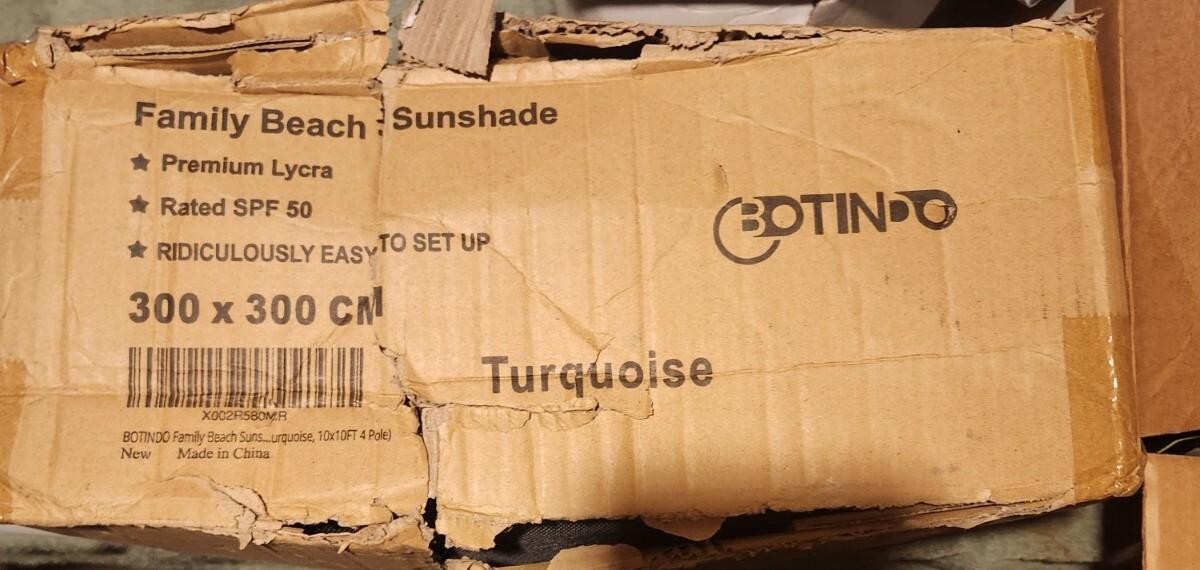 Family Beach Sunshade
★ Premium Lycra
★ Rated SPF 50
★ RIDICULOUSLY EASY TO SET UP
300 x 300 CM
BOTINDO
Turquoise
BOTINDO Family Beach Suns...urquoise, 10x10FT 4 Pole)
New Made in China